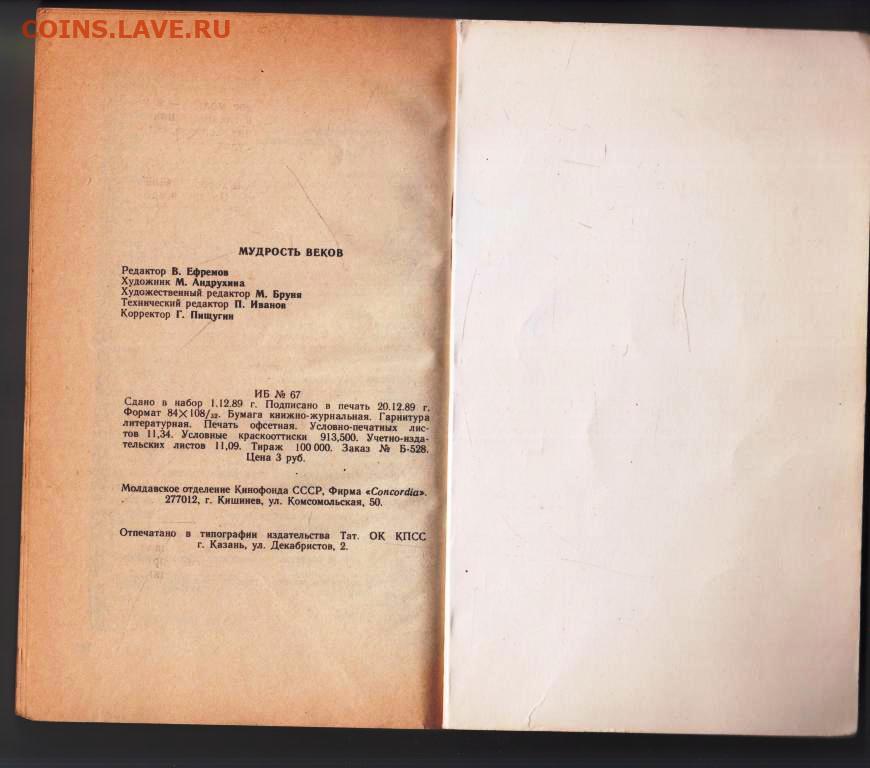 COINS.LAVE.RU
МУДРОСТЬ ВЕКОВ
Редактор В. Ефремов
Художник М. Андрухина
Художественный редактор М. Бруня
Технический редактор П. Иванов
Корректор Г. Пищугин
ИБ № 67
Сдано в набор 1.12.89 г. Подписано в печать 20.12.89 г.
Формат 84×108/32. Бумага книжно-журнальная. Гарнитура
литературная. Печать офсетная. Условно-печатных лис-
тов 11,34. Условные краскооттиски 913,500. Учетно-изда-
тельских листов 11,09. Тираж 100 000. Заказ № Б-528.
Цена 3 руб.
Молдавское отделение Кинофонда СССР, Фирма «Concordia».
277012, г. Кишинев, ул. Комсомольская, 50.
Отпечатано в типографии издательства Тат. ОК КПСС
г. Казань, ул. Декабристов, 2.